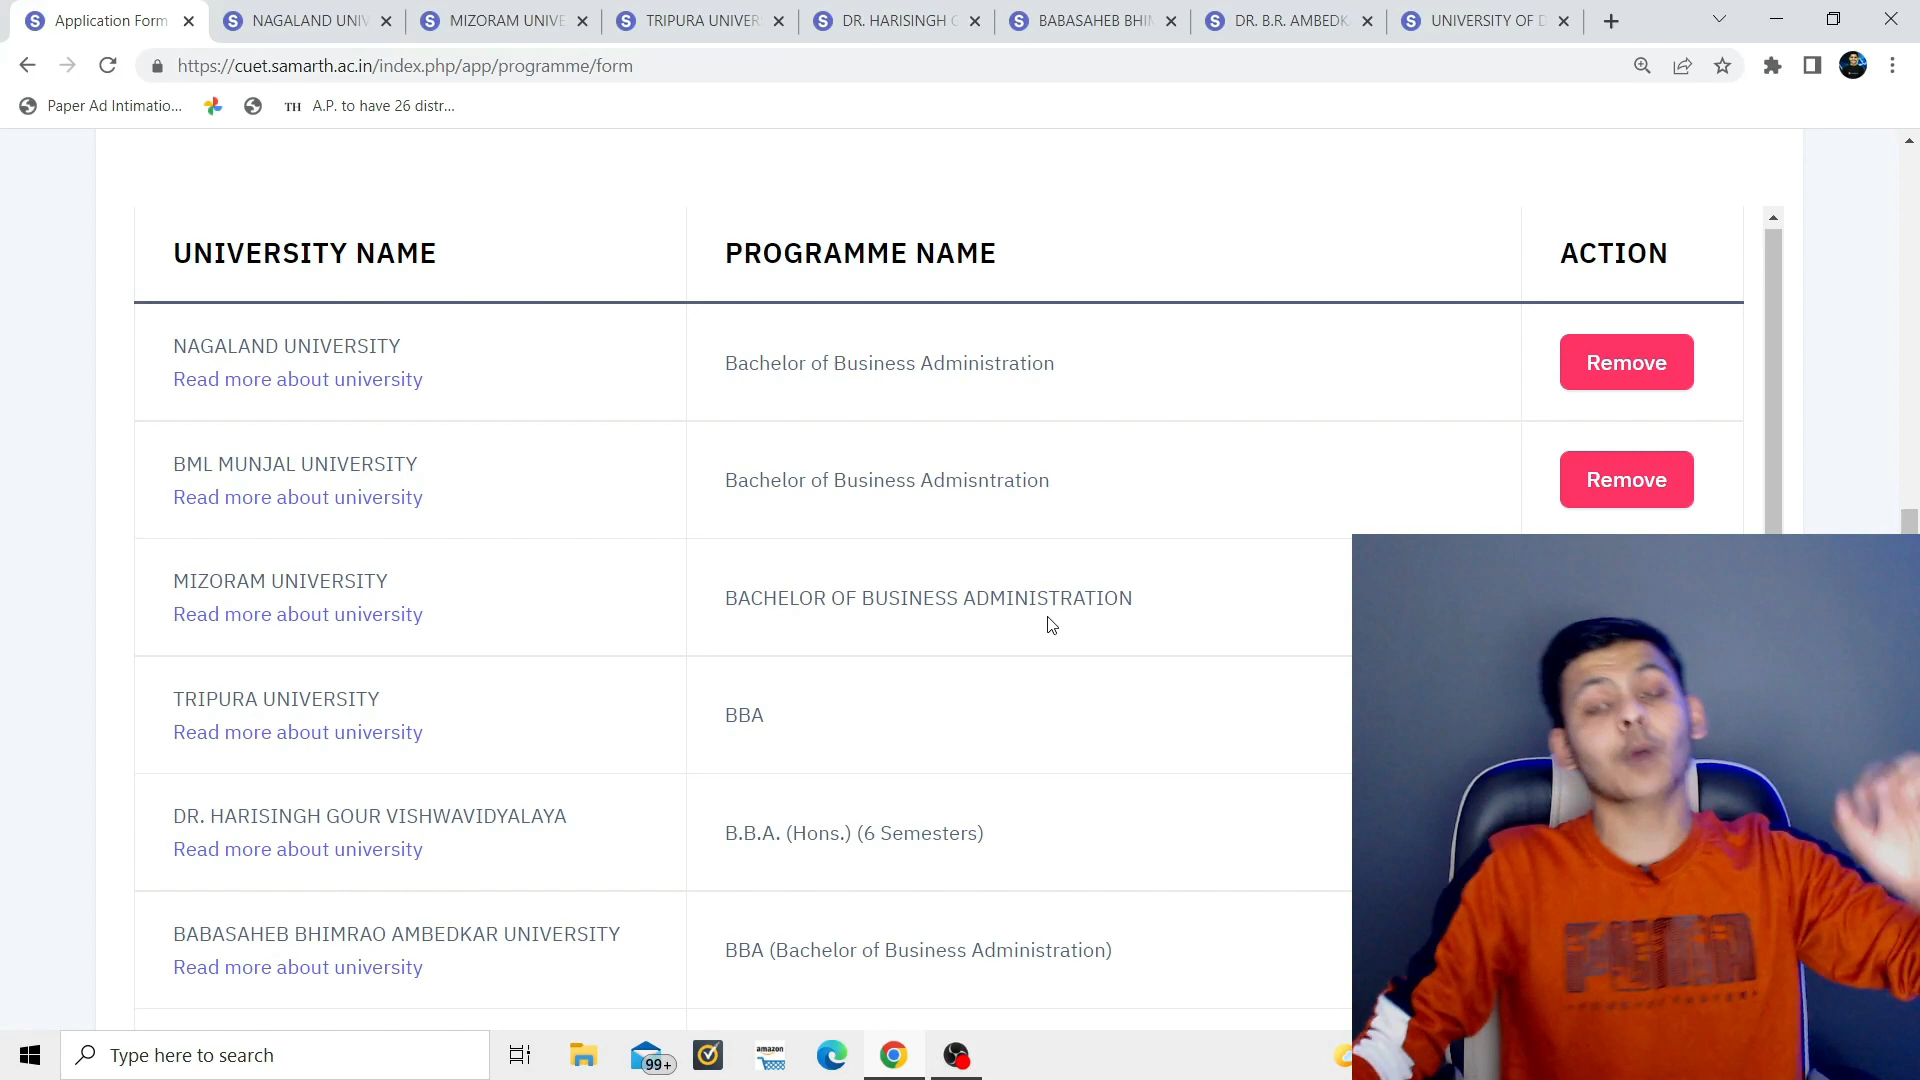 Application Form
NAGALAND UNIV
MIZORAM UNIVE
TRIPURA UNIVER
DR. HARISINGH G
BABASAHEB BHIM
DR. B.R. AMBEDK
UNIVERSITY OF D
https://cuet.samarth.ac.in/index.php/app/programme/form
Paper Ad Intimatio...
TH A.P. to have 26 distr...
UNIVERSITY NAME PROGRAMME NAME ACTION
NAGALAND UNIVERSITY
Read more about university
Bachelor of Business Administration
Remove
BML MUNJAL UNIVERSITY
Read more about university
Bachelor of Business Admisntration
Remove
MIZORAM UNIVERSITY
Read more about university
BACHELOR OF BUSINESS ADMINISTRATION
TRIPURA UNIVERSITY
Read more about university
BBA
DR. HARISINGH GOUR VISHWAVIDYALAYA
Read more about university
B.B.A. (Hons.) (6 Semesters)
BABASAHEB BHIMRAO AMBEDKAR UNIVERSITY
Read more about university
BBA (Bachelor of Business Administration)
Type here to search
99+
amazon